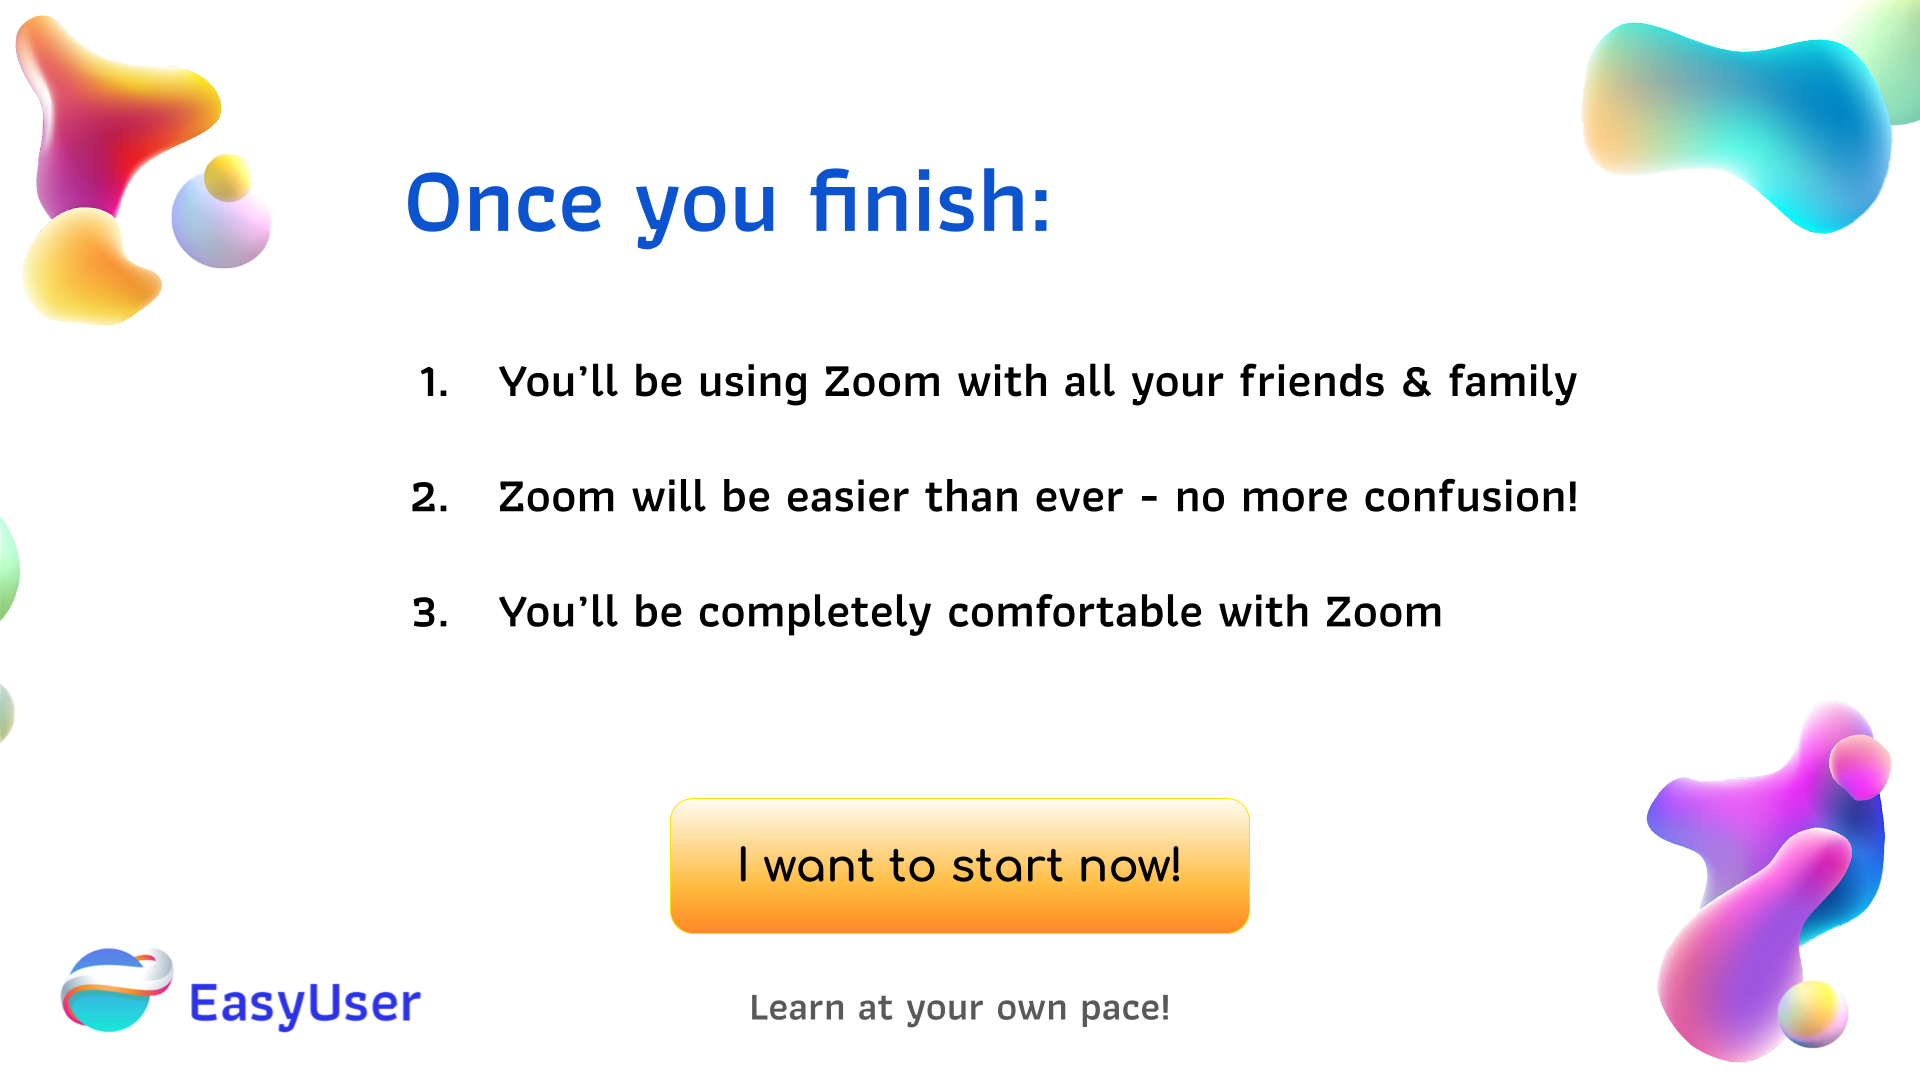 Once you finish:
1. You’ll be using Zoom with all your friends & family
2. Zoom will be easier than ever - no more confusion!
3. You’ll be completely comfortable with Zoom
I want to start now!
EasyUser
Learn at your own pace!